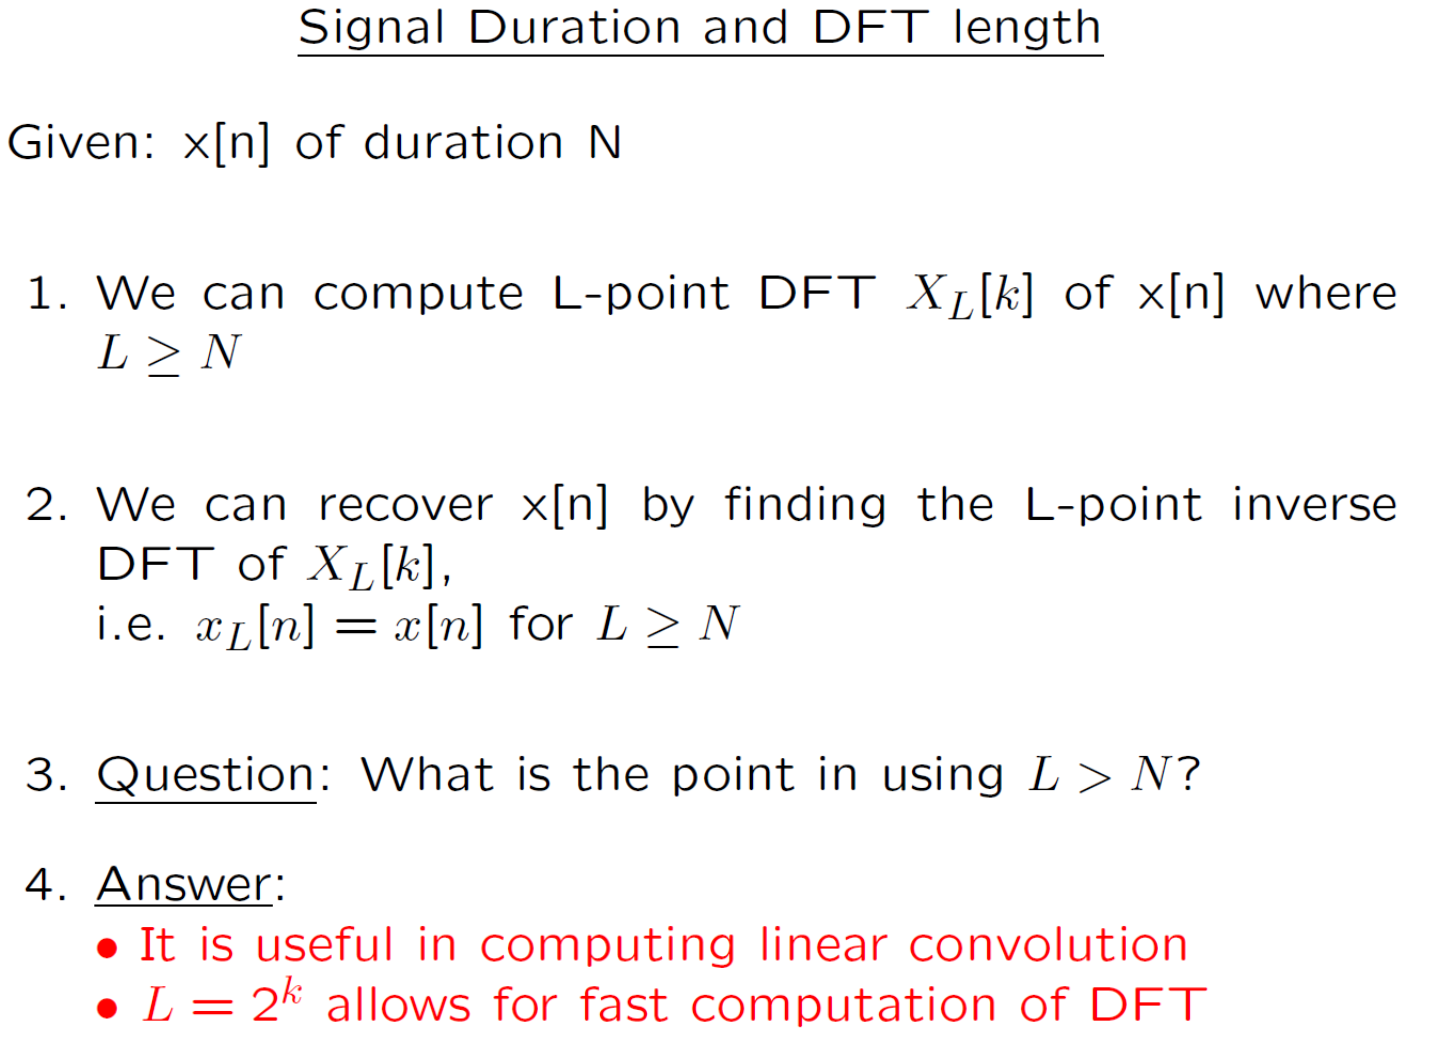 Signal Duration and DFT length
Given: x[n] of duration N
1. We can compute L-point DFT X_L[k] of x[n] where
L ≥ N
2. We can recover x[n] by finding the L-point inverse
DFT of X_L[k],
i.e. x_L[n] = x[n] for L ≥ N
3. Question: What is the point in using L > N?
4. Answer:
• It is useful in computing linear convolution
• L = 2^k allows for fast computation of DFT